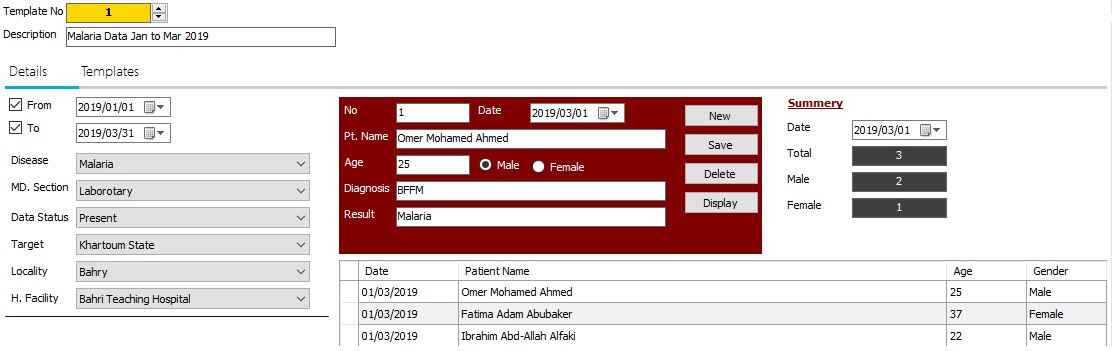 Template No 1
Description Malaria Data Jan to Mar 2019
Details Templates
From 2019/01/01
To 2019/03/31
Disease Malaria
MD. Section Laborotary
Data Status Present
Target Khartoum State
Locality Bahry
H. Facility Bahri Teaching Hospital
No 1 Date 2019/03/01 New
Pt. Name Omer Mohamed Ahmed Save
Age 25 Male Female Delete
Diagnosis BFFM Display
Result Malaria
Summery
Date 2019/03/01
Total 3
Male 2
Female 1
Date Patient Name Age Gender
01/03/2019 Omer Mohamed Ahmed 25 Male
01/03/2019 Fatima Adam Abubaker 37 Female
01/03/2019 Ibrahim Abd-Allah Alfaki 22 Male